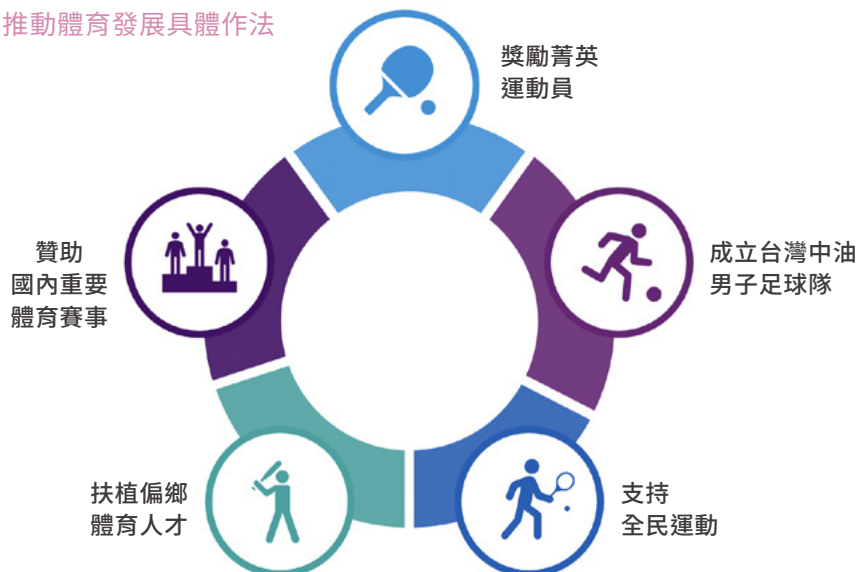 推動體育發展具體作法
獎勵菁英
運動員
成立台灣中油
男子足球隊
支持
全民運動
扶植偏鄉
體育人才
贊助
國內重要
體育賽事